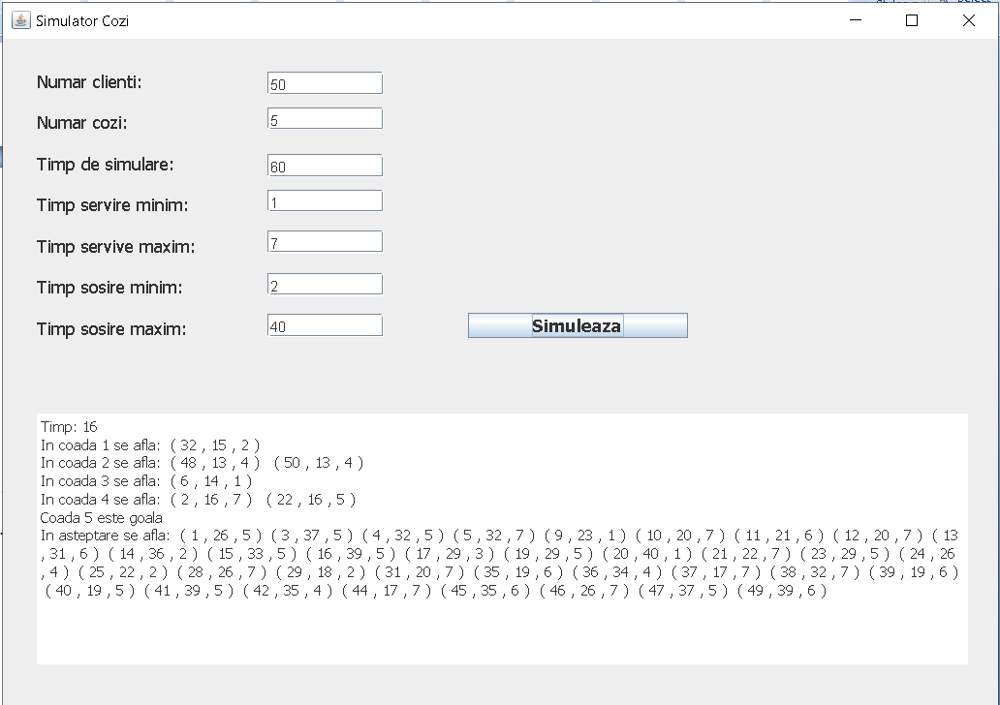 Simulator Cozi
Numar clienti: 50
Numar cozi: 5
Timp de simulare: 60
Timp servire minim: 1
Timp servive maxim: 7
Timp sosire minim: 2
Timp sosire maxim: 40
Simuleaza
Timp: 16
In coada 1 se afla: ( 32 , 15 , 2 )
In coada 2 se afla: ( 48 , 13 , 4 ) ( 50 , 13 , 4 )
In coada 3 se afla: ( 6 , 14 , 1 )
In coada 4 se afla: ( 2 , 16 , 7 ) ( 22 , 16 , 5 )
Coada 5 este goala
In asteptare se afla: ( 1 , 26 , 5 ) ( 3 , 37 , 5 ) ( 4 , 32 , 5 ) ( 5 , 32 , 7 ) ( 9 , 23 , 1 ) ( 10 , 20 , 7 ) ( 11 , 21 , 6 ) ( 12 , 20 , 7 ) ( 13
, 31 , 6 ) ( 14 , 36 , 2 ) ( 15 , 33 , 5 ) ( 16 , 39 , 5 ) ( 17 , 29 , 3 ) ( 19 , 29 , 5 ) ( 20 , 40 , 1 ) ( 21 , 22 , 7 ) ( 23 , 29 , 5 ) ( 24 , 26
, 4 ) ( 25 , 22 , 2 ) ( 28 , 26 , 7 ) ( 29 , 18 , 2 ) ( 31 , 20 , 7 ) ( 35 , 19 , 6 ) ( 36 , 34 , 4 ) ( 37 , 17 , 7 ) ( 38 , 32 , 7 ) ( 39 , 19 , 6 )
( 40 , 19 , 5 ) ( 41 , 39 , 5 ) ( 42 , 35 , 4 ) ( 44 , 17 , 7 ) ( 45 , 35 , 6 ) ( 46 , 26 , 7 ) ( 47 , 37 , 5 ) ( 49 , 39 , 6 )